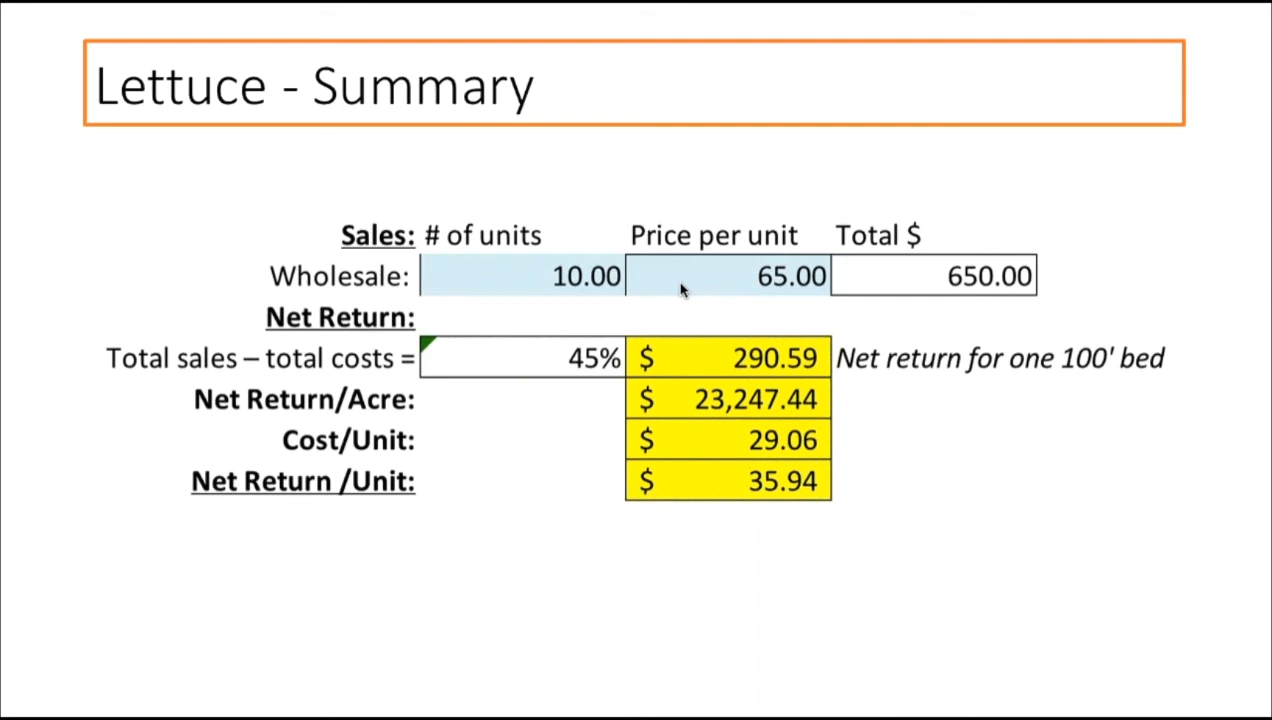 Lettuce - Summary
Sales: # of units Price per unit Total $
Wholesale: 10.00 65.00 650.00
Net Return:
Total sales – total costs = 45% $ 290.59 Net return for one 100' bed
Net Return/Acre: $ 23,247.44
Cost/Unit: $ 29.06
Net Return /Unit: $ 35.94